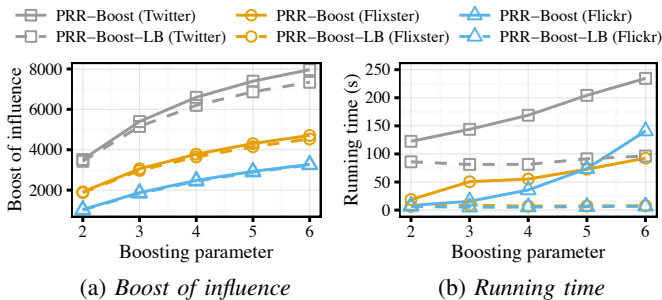 PRR−Boost (Twitter) PRR−Boost (Flixster) PRR−Boost (Flickr)
PRR−Boost−LB (Twitter) PRR−Boost−LB (Flixster) PRR−Boost−LB (Flickr)
Boost of influence
8000
6000
4000
2000
2 3 4 5 6
Boosting parameter
(a) Boost of influence
Running time (s)
250
200
150
100
50
0
2 3 4 5 6
Boosting parameter
(b) Running time